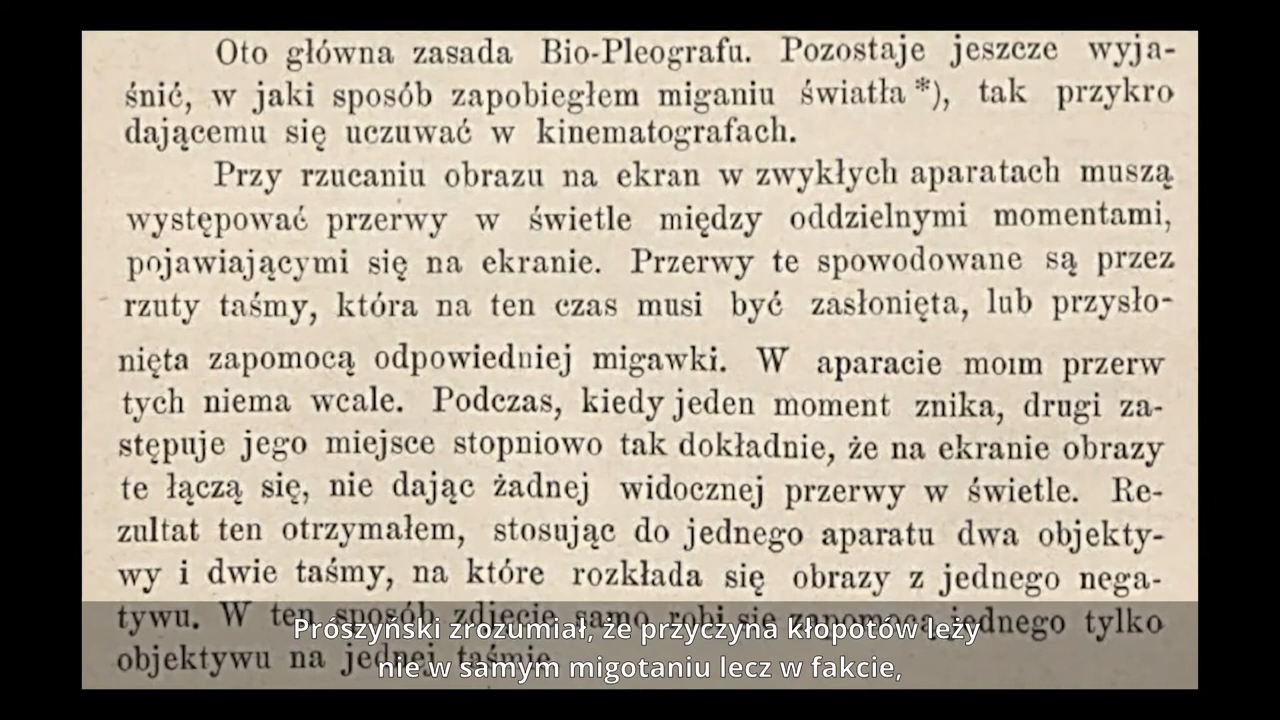 Oto główna zasada Bio-Pleografu. Pozostaje jeszcze wyja-
śnić, w jaki sposób zapobiegłem miganiu światła *), tak przykro
dającemu się uczuwać w kinematografach.
Przy rzucaniu obrazu na ekran w zwykłych aparatach muszą
występować przerwy w świetle między oddzielnymi momentami,
pojawiającymi się na ekranie. Przerwy te spowodowane są przez
rzuty taśmy, która na ten czas musi być zasłonięta, lub przysło-
nięta zapomocą odpowiedniej migawki. W aparacie moim przerw
tych niema wcale. Podczas, kiedy jeden moment znika, drugi za-
stępuje jego miejsce stopniowo tak dokładnie, że na ekranie obrazy
te łączą się, nie dając żadnej widocznej przerwy w świetle. Re-
zultat ten otrzymałem, stosując do jednego aparatu dwa objekty-
wy i dwie taśmy, na które rozkłada się obrazy z jednego nega-
tywu. W ten sposób zdjęcie samo robi się zapomocą jednego tylko
objektywu na jednej taśmie.
Prószyński zrozumiał, że przyczyna kłopotów leży
nie w samym migotaniu lecz w fakcie,